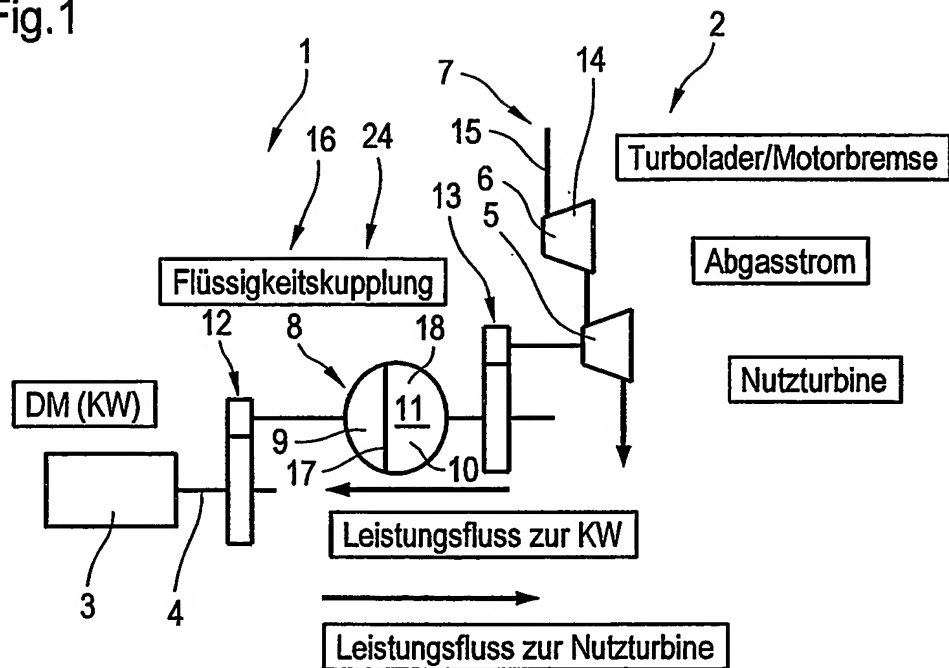 Fig.1
1
2
7
14
16
24
15
Turbolader/Motorbremse
6
13
5
Abgasstrom
Flüssigkeitskupplung
12
8
18
Nutzturbine
DM (KW)
11
9
17
10
Leistungsfluss zur KW
3
4
Leistungsfluss zur Nutzturbine